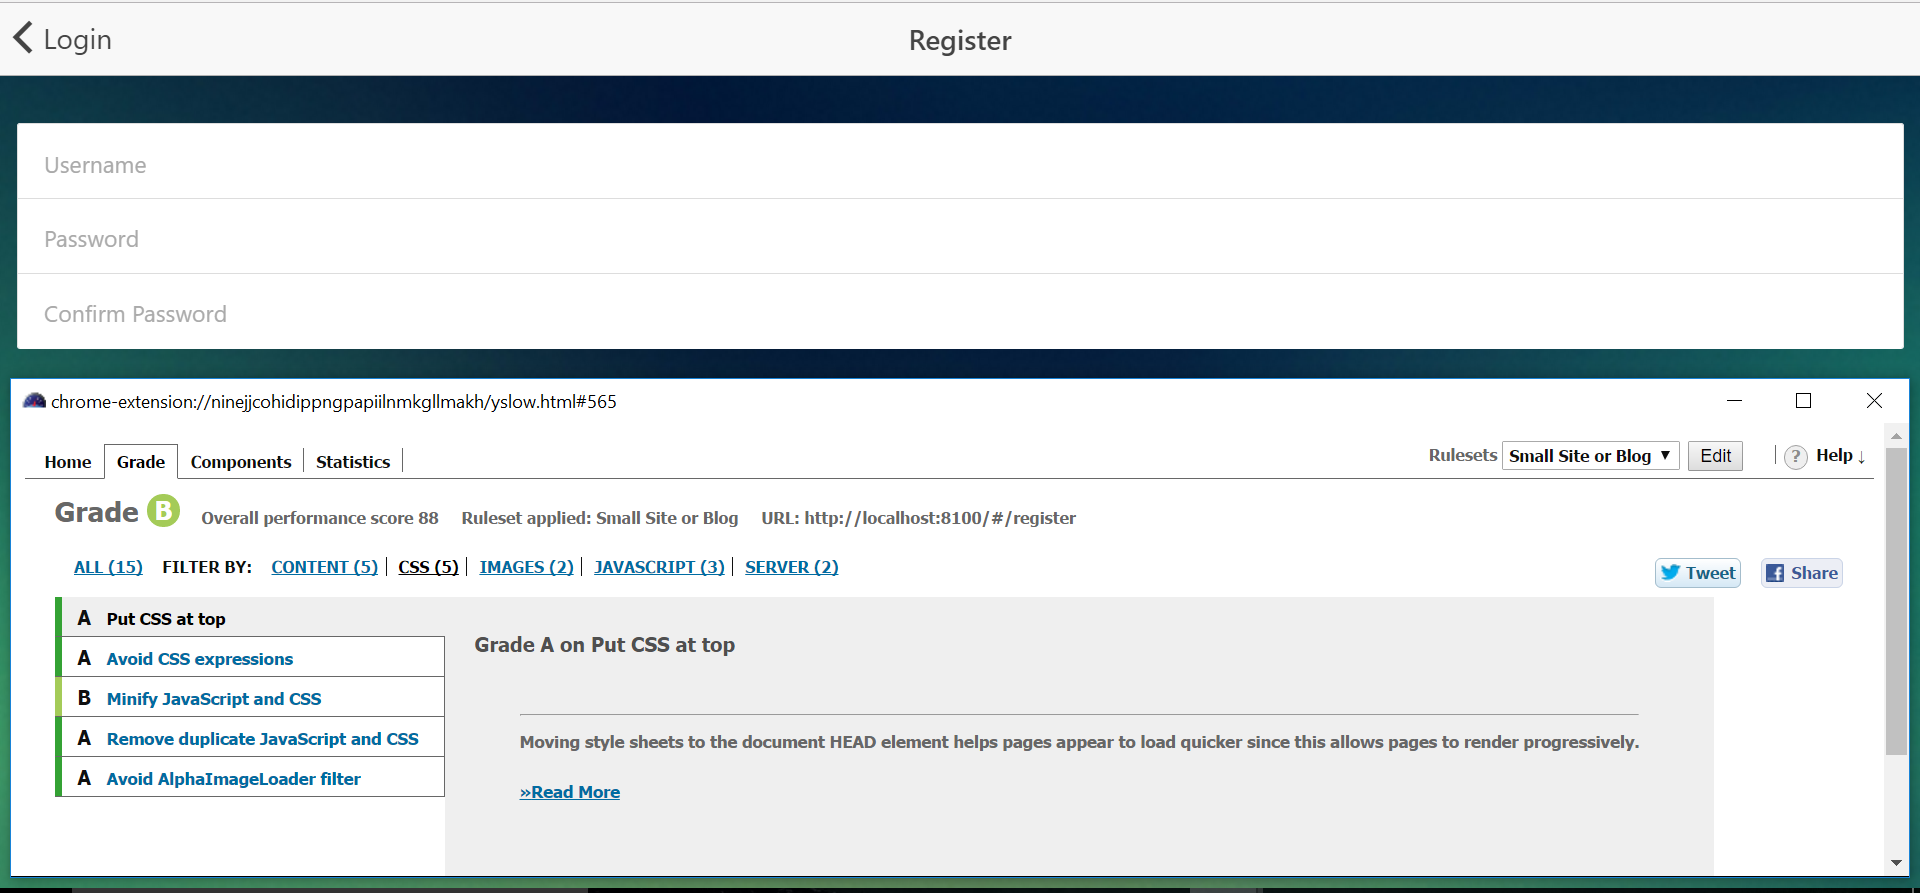 Login
Register
Username
Password
Confirm Password
chrome-extension://ninejjcohidippngpapiilnmkgllmakh/yslow.html#565
Home Grade Components Statistics Rulesets Small Site or Blog ▼ Edit ? Help ↓
Grade B Overall performance score 88 Ruleset applied: Small Site or Blog URL: http://localhost:8100/#/register
ALL (15) FILTER BY: CONTENT (5) CSS (5) IMAGES (2) JAVASCRIPT (3) SERVER (2)
Tweet Share
A Put CSS at top
A Avoid CSS expressions
B Minify JavaScript and CSS
A Remove duplicate JavaScript and CSS
A Avoid AlphaImageLoader filter
Grade A on Put CSS at top
Moving style sheets to the document HEAD element helps pages appear to load quicker since this allows pages to render progressively.
»Read More